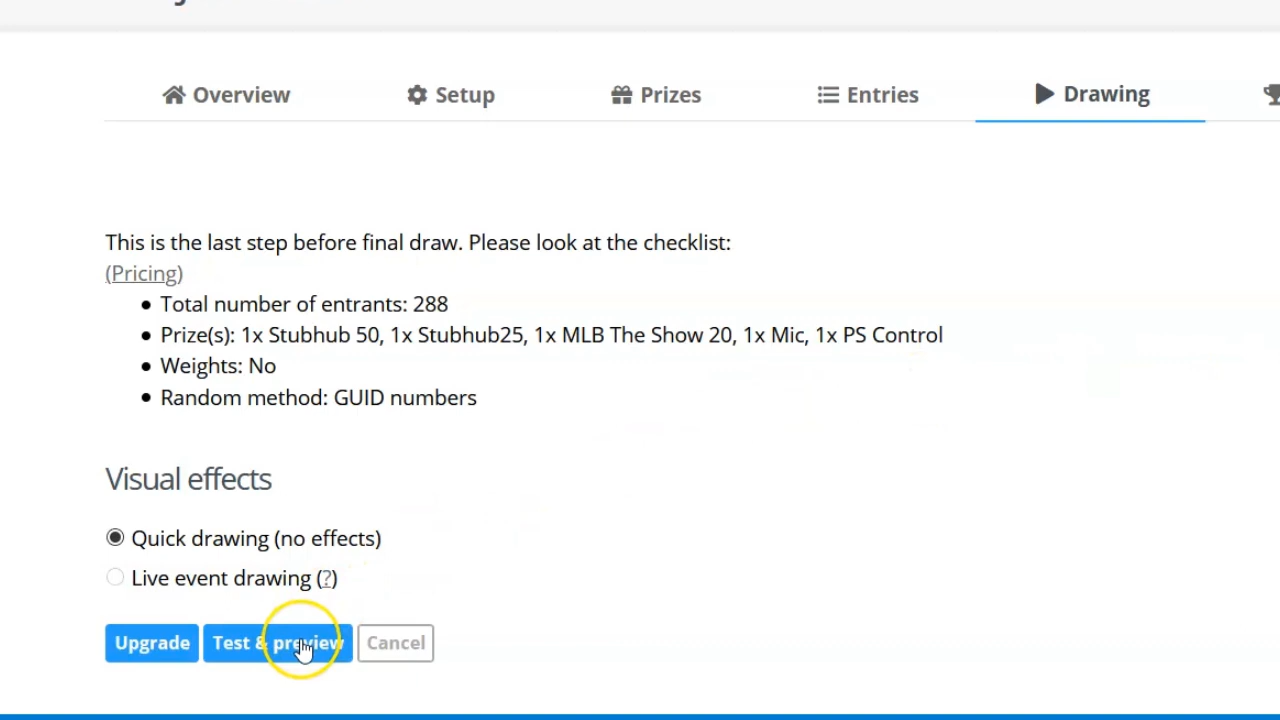 Overview Setup Prizes Entries Drawing
This is the last step before final draw. Please look at the checklist:
(Pricing)
Total number of entrants: 288
Prize(s): 1x Stubhub 50, 1x Stubhub25, 1x MLB The Show 20, 1x Mic, 1x PS Control
Weights: No
Random method: GUID numbers
Visual effects
Quick drawing (no effects)
Live event drawing (?)
Upgrade Test & preview Cancel